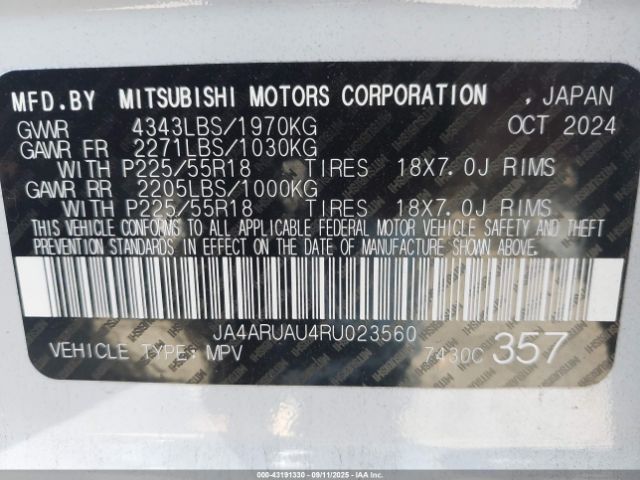 MFD.BY MITSUBISHI MOTORS CORPORATION , JAPAN
GVWR 4343LBS/1970KG OCT 2024
GAWR FR 2271LBS/1030KG
WITH P225/55R18 TIRES 18X7.0J RIMS
GAWR RR 2205LBS/1000KG
WITH P225/55R18 TIRES 18X7.0J RIMS
THIS VEHICLE CONFORMS TO ALL APPLICABLE FEDERAL MOTOR VEHICLE SAFETY AND THEFT
PREVENTION STANDARDS IN EFFECT ON THE DATE OF MANUFACTURE SHOWN ABOVE.
JA4ARUAU4RU023560
VEHICLE TYPE: MPV 7430C 357
000-43191330 - 09/11/2025 - IAAI.com